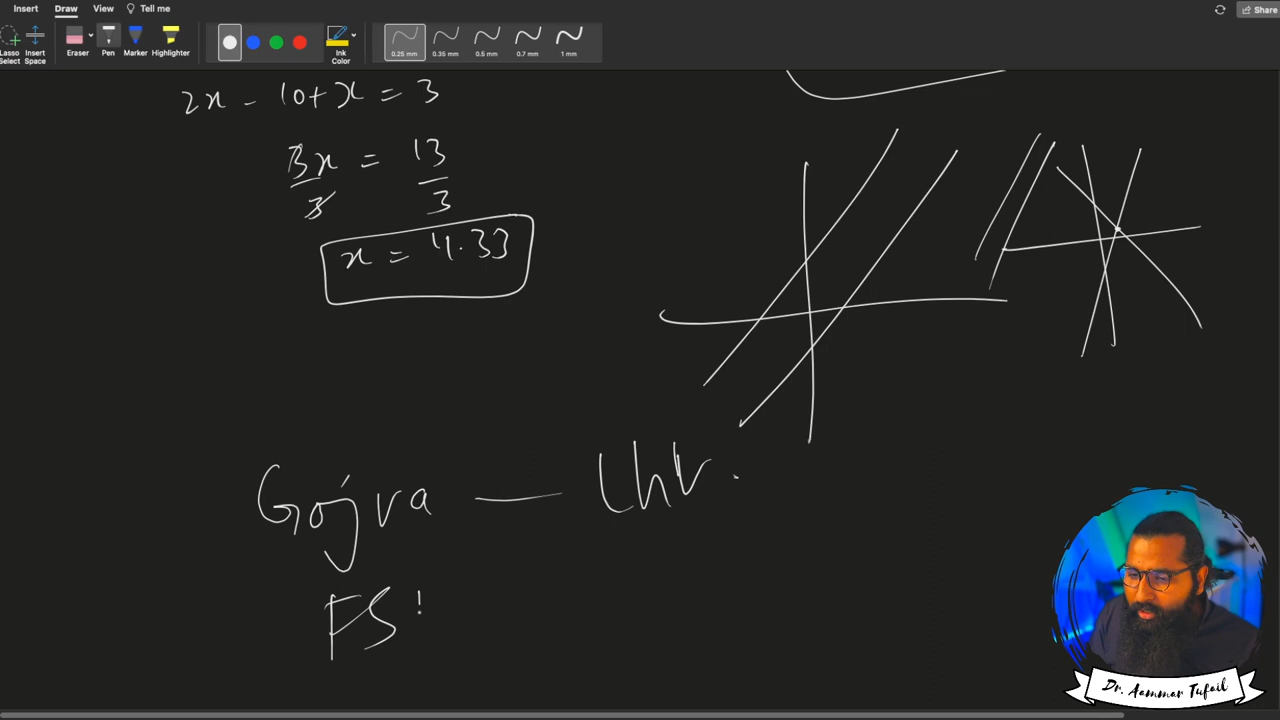 Insert Draw View Tell me
Share
Lasso Select
Insert Space
Eraser
Pen
Marker
Highlighter
Ink Color
0.25 mm
0.35 mm
0.5 mm
0.7 mm
1 mm
2x - 10 + x = 3
3x = 13
3 3
x = 4.33
Gojra — Lhr.
FS
Dr. Aammar Tufail